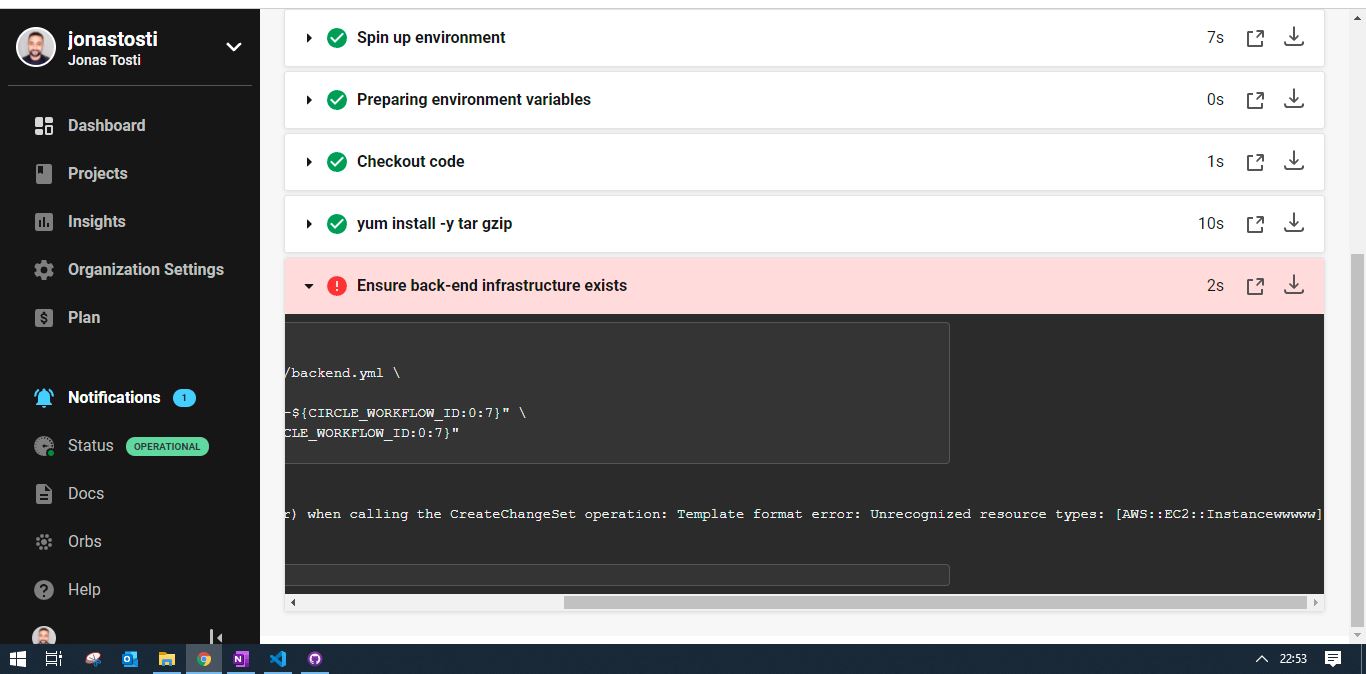 jonastosti
Jonas Tosti
Dashboard
Projects
Insights
Organization Settings
Plan
Notifications 1
Status OPERATIONAL
Docs
Orbs
Help
Spin up environment 7s
Preparing environment variables 0s
Checkout code 1s
yum install -y tar gzip 10s
Ensure back-end infrastructure exists 2s
/backend.yml \
-${CIRCLE_WORKFLOW_ID:0:7}" \
CLE_WORKFLOW_ID:0:7}"
r) when calling the CreateChangeSet operation: Template format error: Unrecognized resource types: [AWS::EC2::Instancewwwww]
22:53